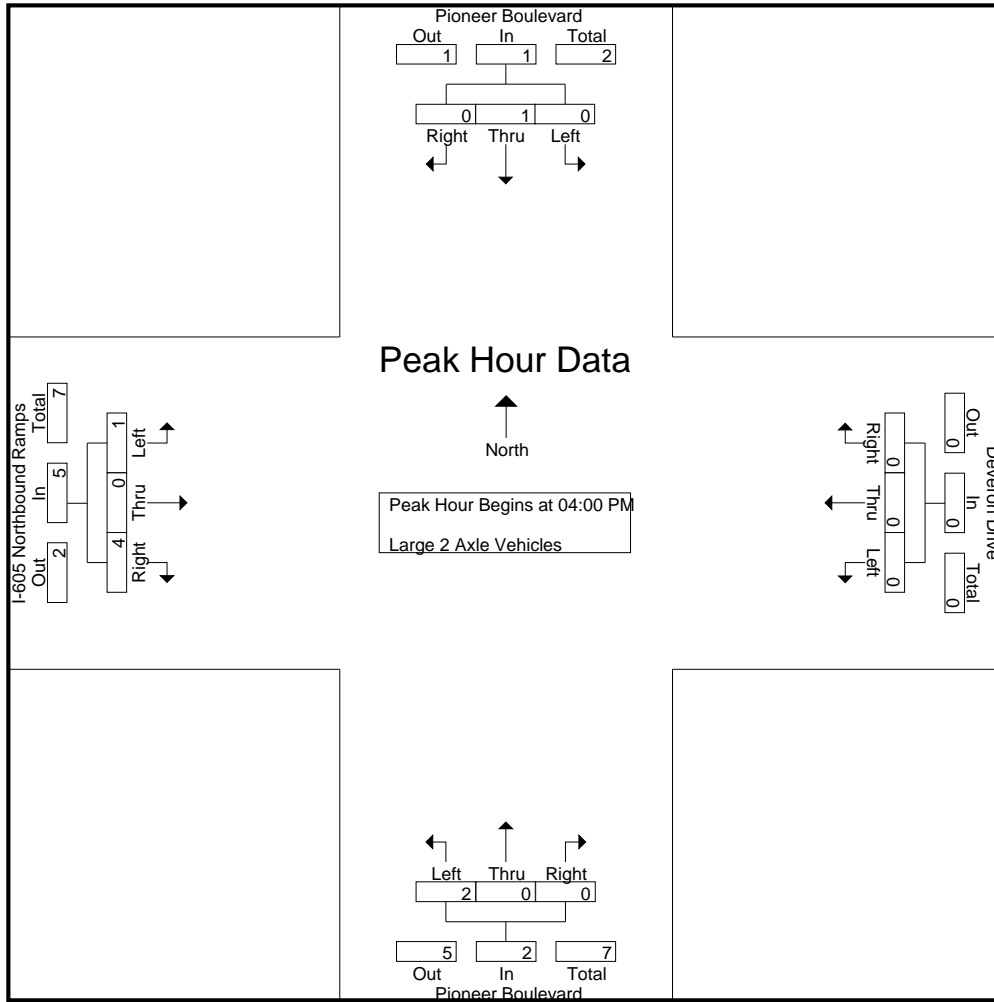 Pioneer Boulevard
Out In Total
1 1 2
0 1 0
Right Thru Left
Peak Hour Data
North
Peak Hour Begins at 04:00 PM
Large 2 Axle Vehicles
I-605 Northbound Ramps
Out In Total
2 5 7
4 0 1
Right Thru Left
Out In Total
0 0 0
0 0 0
Right Thru Left
Left Thru Right
2 0 0
5 2 7
Out In Total
Pioneer Boulevard